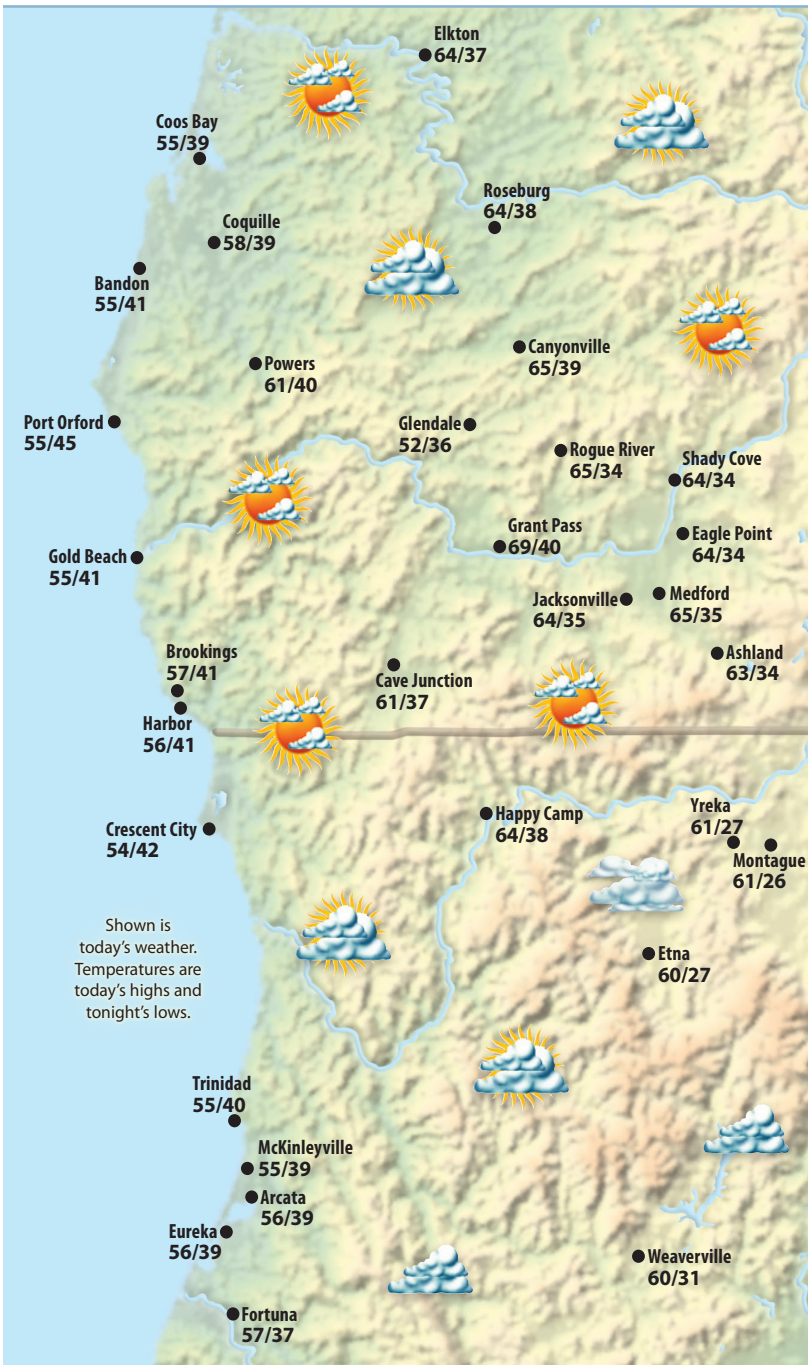 Elkton
64/37
Coos Bay
55/39
Roseburg
64/38
Coquille
58/39
Bandon
55/41
Canyonville
65/39
Powers
61/40
Port Orford
55/45
Glendale
52/36
Rogue River
65/34
Shady Cove
64/34
Grant Pass
69/40
Eagle Point
64/34
Gold Beach
55/41
Jacksonville
64/35
Medford
65/35
Brookings
57/41
Cave Junction
61/37
Ashland
63/34
Harbor
56/41
Crescent City
54/42
Happy Camp
64/38
Yreka
61/27
Montague
61/26
Shown is
today's weather.
Temperatures are
today's highs and
tonight's lows.
Etna
60/27
Trinidad
55/40
McKinleyville
55/39
Arcata
56/39
Eureka
56/39
Weaverville
60/31
Fortuna
57/37